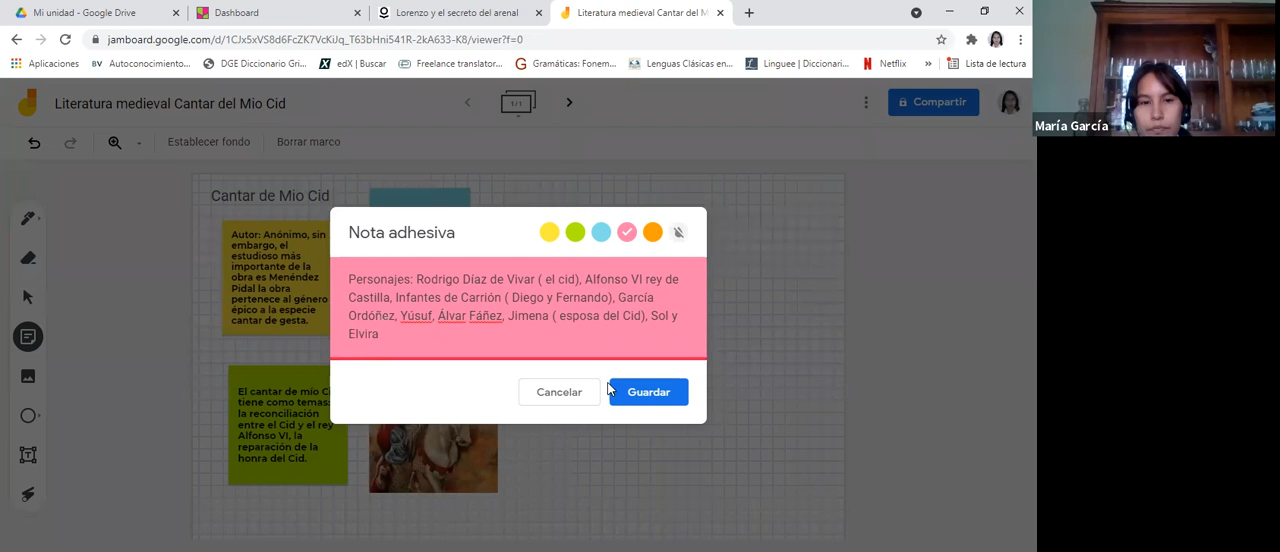 Mi unidad - Google Drive
Dashboard
Lorenzo y el secreto del arenal
Literatura medieval Cantar del M
jamboard.google.com/d/1CJx5xVS8d6FcZK7VcKiJq_T63bHni541R-2kA633-K8/viewer?f=0
Aplicaciones
BV Autoconocimiento...
DGE Diccionario Gri...
edX | Buscar
Freelance translator...
Gramáticas: Fonem...
Lenguas Clásicas en...
Linguee | Diccionari...
Netflix
»
Lista de lectura
María García
Literatura medieval Cantar del Mio Cid
1/1
Compartir
Establecer fondo
Borrar marco
Cantar de Mio Cid
Autor: Anónimo, sin
embargo, el
estudioso más
importante de la
obra es Menéndez
Pidal la obra
pertenece al género
épico a la especie
cantar de gesta.
El cantar de mío Ci
tiene como temas:
la reconciliación
entre el Cid y el rey
Alfonso VI, la
reparación de la
honra del Cid.
Nota adhesiva
Personajes: Rodrigo Díaz de Vivar ( el cid), Alfonso VI rey de
Castilla, Infantes de Carrión ( Diego y Fernando), García
Ordóñez, Yúsuf, Álvar Fáñez, Jimena ( esposa del Cid), Sol y
Elvira
Cancelar
Guardar